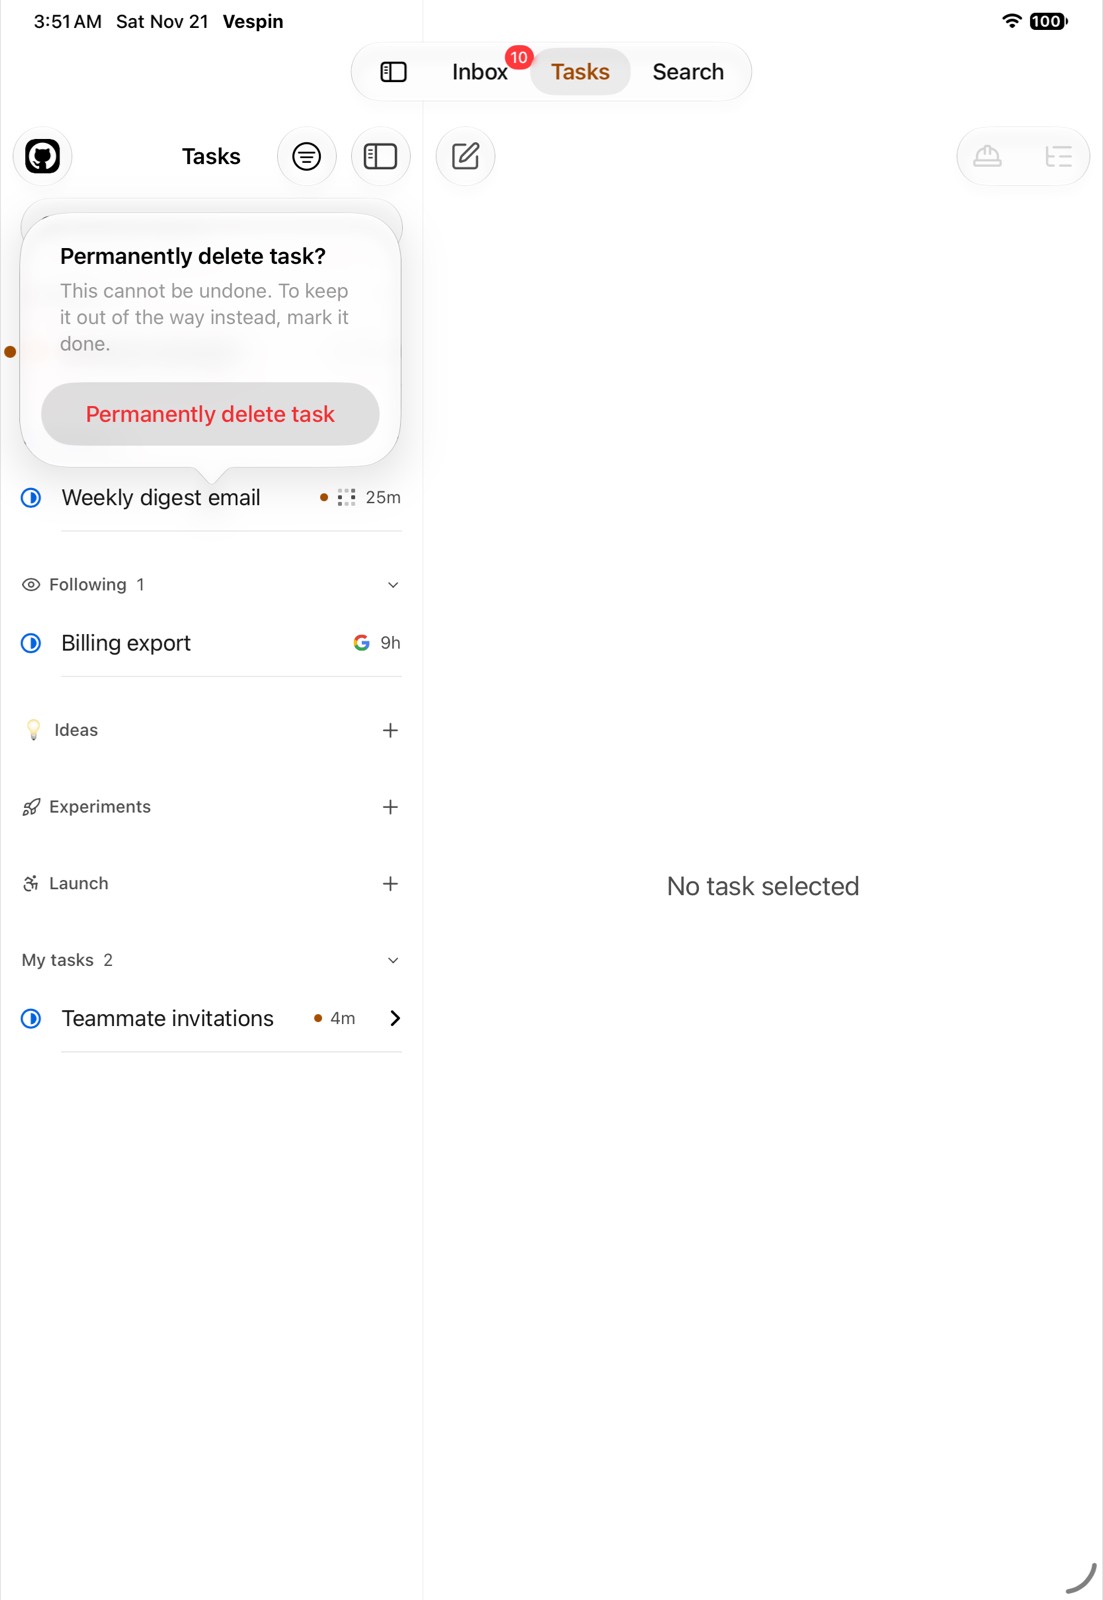 3:51 AM Sat Nov 21 Vespin
100
Inbox 10 Tasks Search
Tasks
Permanently delete task?
This cannot be undone. To keep
it out of the way instead, mark it
done.
Permanently delete task
Weekly digest email 25m
Following 1
Billing export 9h
Ideas
Experiments
Launch
No task selected
My tasks 2
Teammate invitations 4m